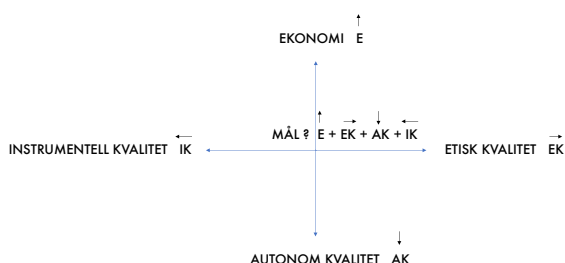 EKONOMI E
MÅL ? E + EK + AK + IK
INSTRUMENTELL KVALITET IK
ETISK KVALITET EK
AUTONOM KVALITET AK